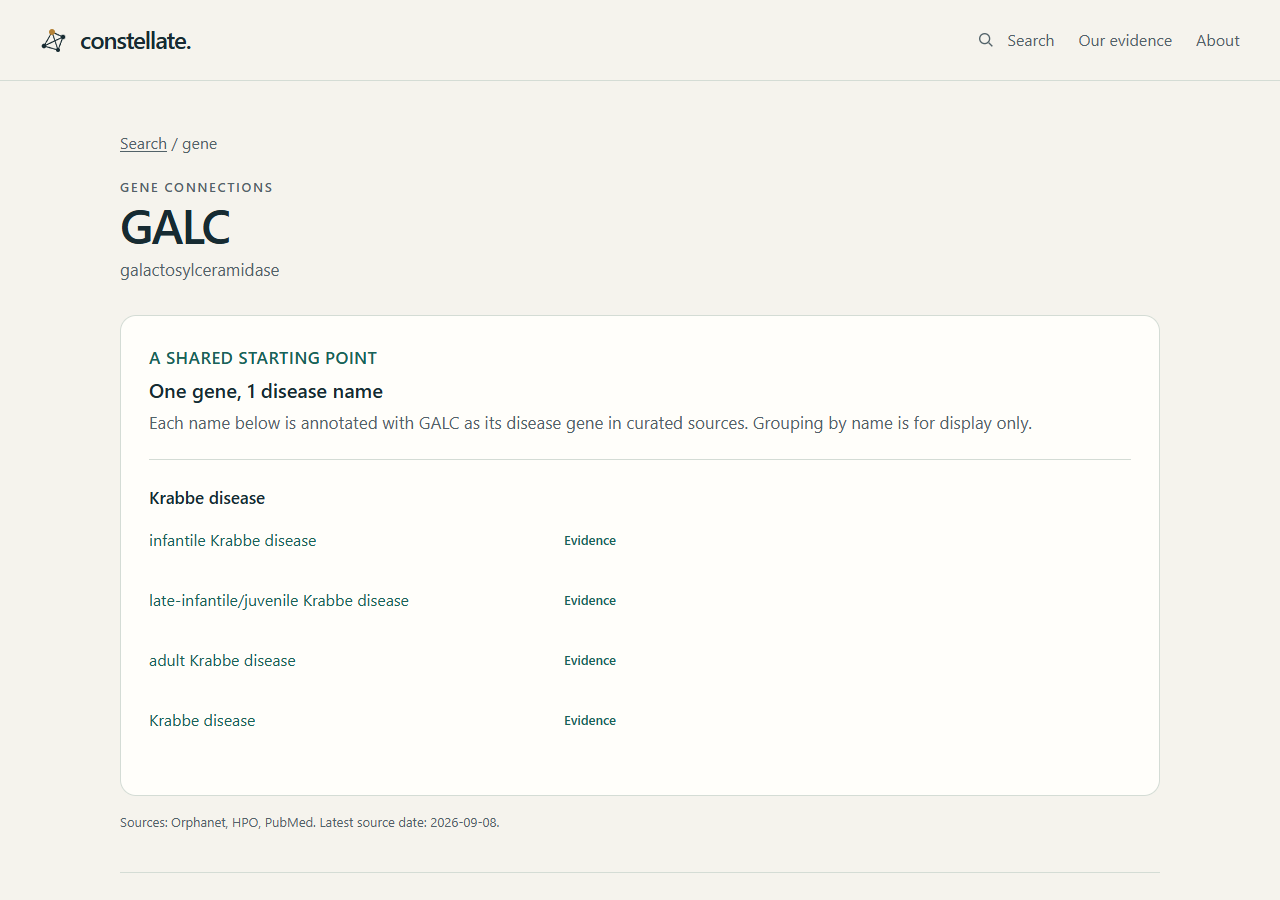 constellate.
Search
Our evidence
About
Search / gene
GENE CONNECTIONS
GALC
galactosylceramidase
A SHARED STARTING POINT
One gene, 1 disease name
Each name below is annotated with GALC as its disease gene in curated sources. Grouping by name is for display only.
Krabbe disease
infantile Krabbe disease Evidence
late-infantile/juvenile Krabbe disease Evidence
adult Krabbe disease Evidence
Krabbe disease Evidence
Sources: Orphanet, HPO, PubMed. Latest source date: 2026-09-08.